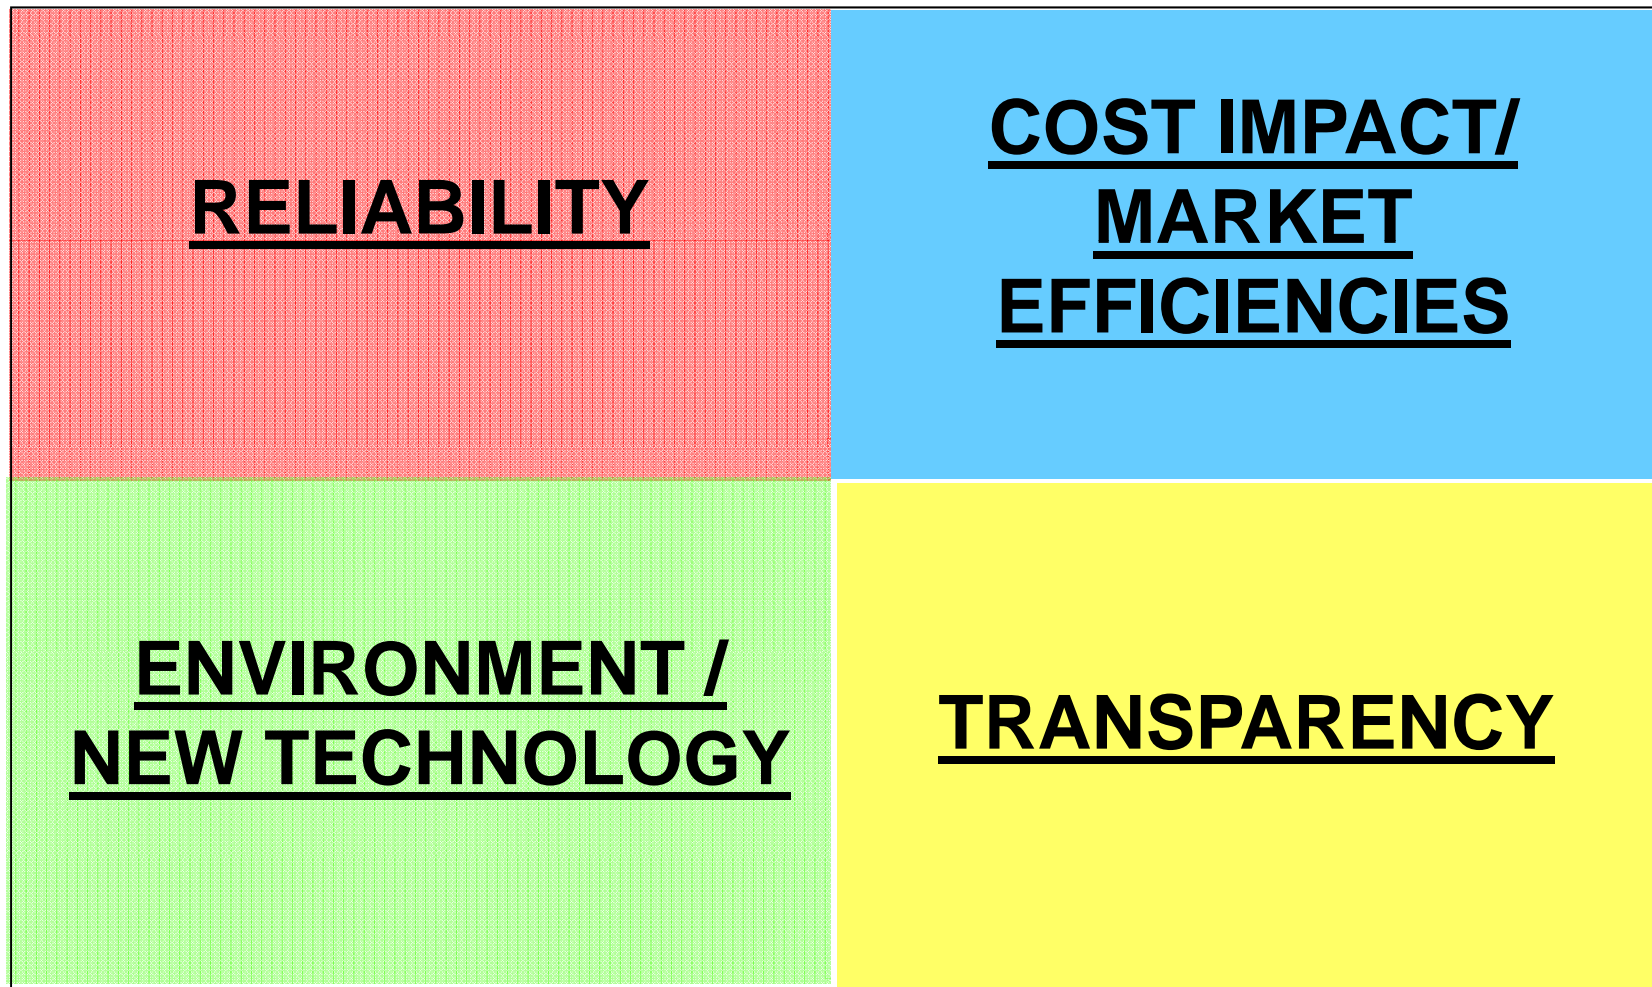 RELIABILITY
COST IMPACT/
MARKET
EFFICIENCIES
ENVIRONMENT /
NEW TECHNOLOGY
TRANSPARENCY